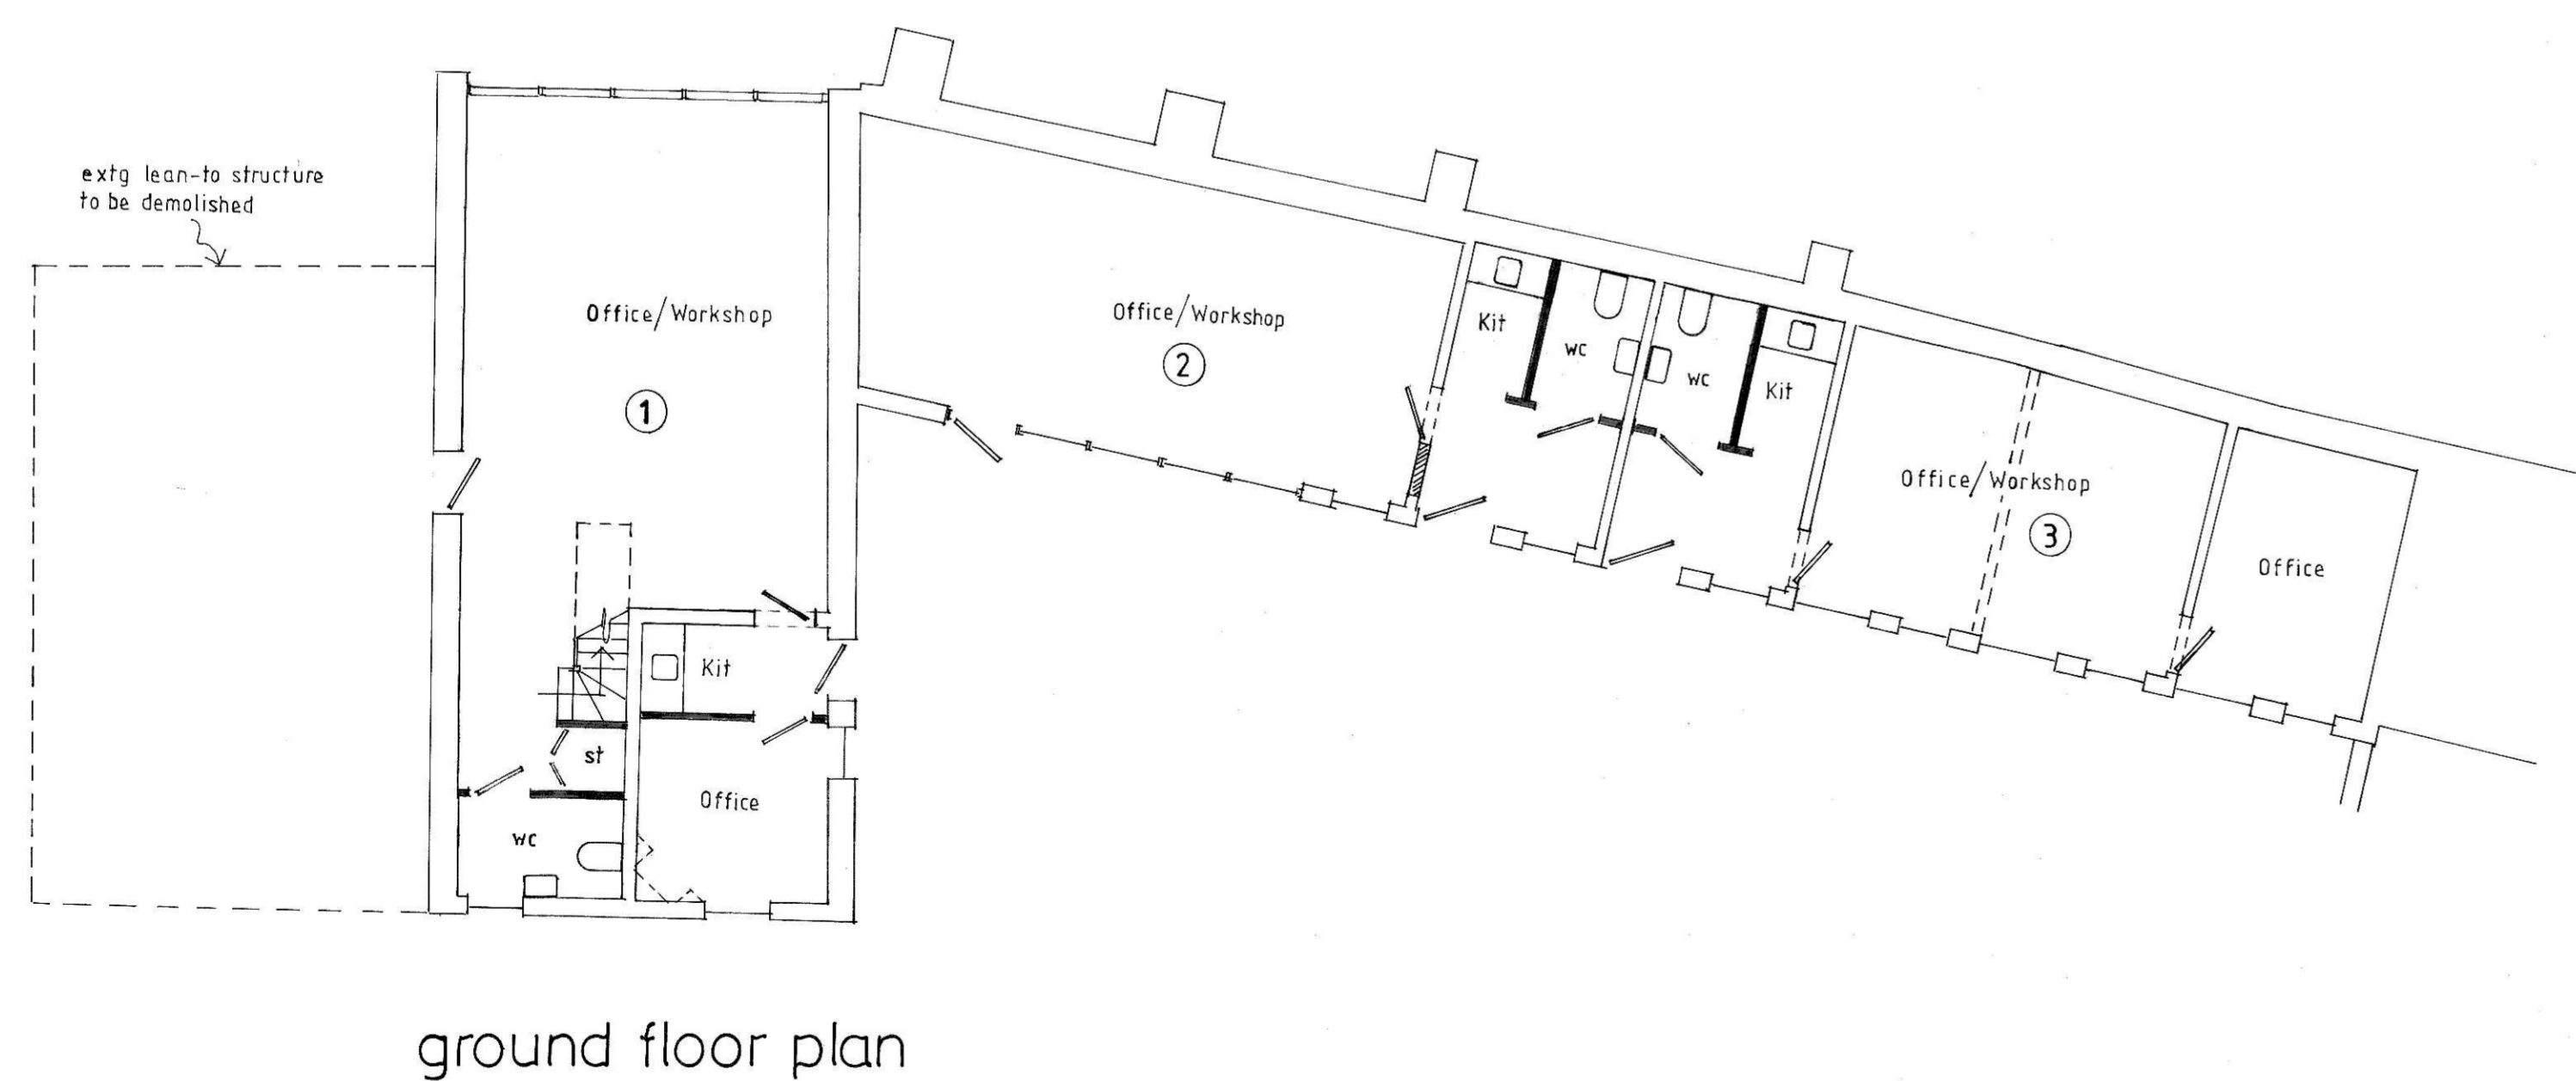 extg lean-to structure
to be demolished
Office/Workshop
1
Office/Workshop
2
Kit
WC
WC
Kit
Office/Workshop
3
Office
Kit
st
Office
WC
ground floor plan